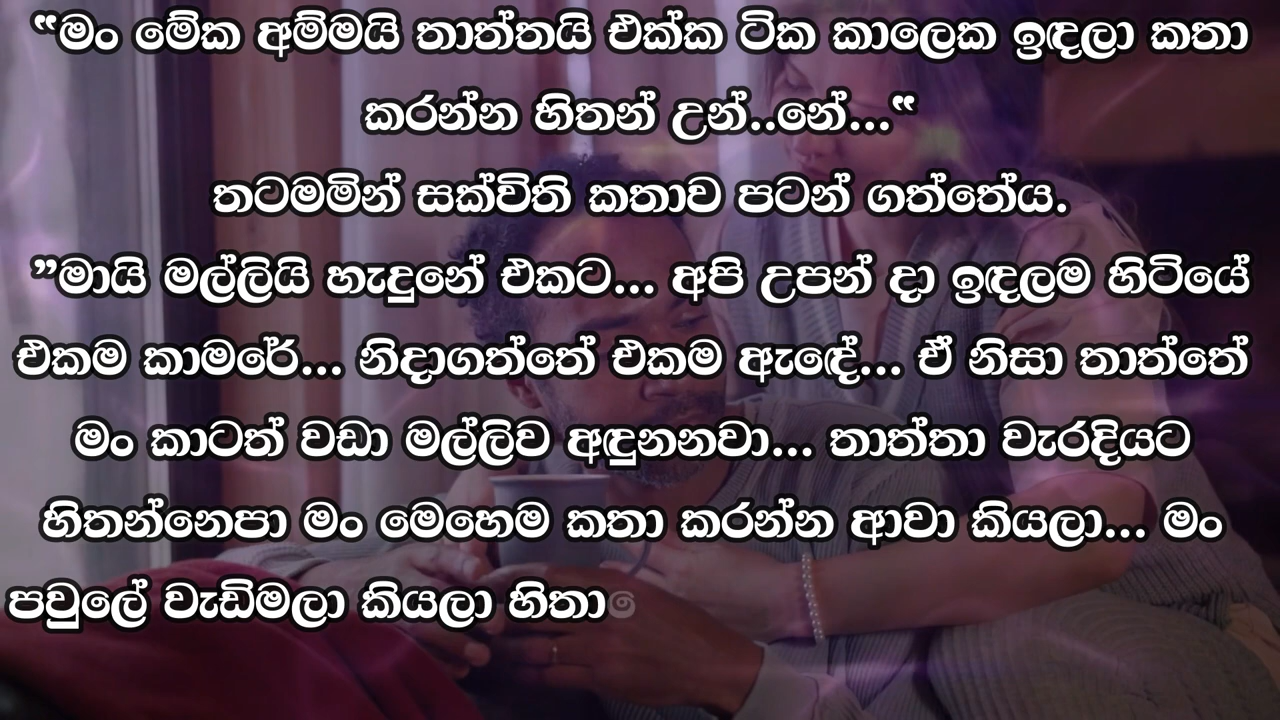 “මං මේක අම්මයි තාත්තයි එක්ක ටික කාලෙක ඉඳලා කතා
කරන්න හිතන් උන්..නේ...“
තටමමින් සක්විති කතාව පටන් ගත්තේය.
”මායි මල්ලියි හැදුනේ එකට... අපි උපන් දා ඉඳලම හිටියේ
එකම කාමරේ... නිදාගත්තේ එකම ඇඳේ... ඒ නිසා තාත්තේ
මං කාටත් වඩා මල්ලිව අඳුනනවා... තාත්තා වැරදියට
හිතන්නෙපා මං මෙහෙම කතා කරන්න ආවා කියලා... මං
පවුලේ වැඩිමලා කියලා හිතා